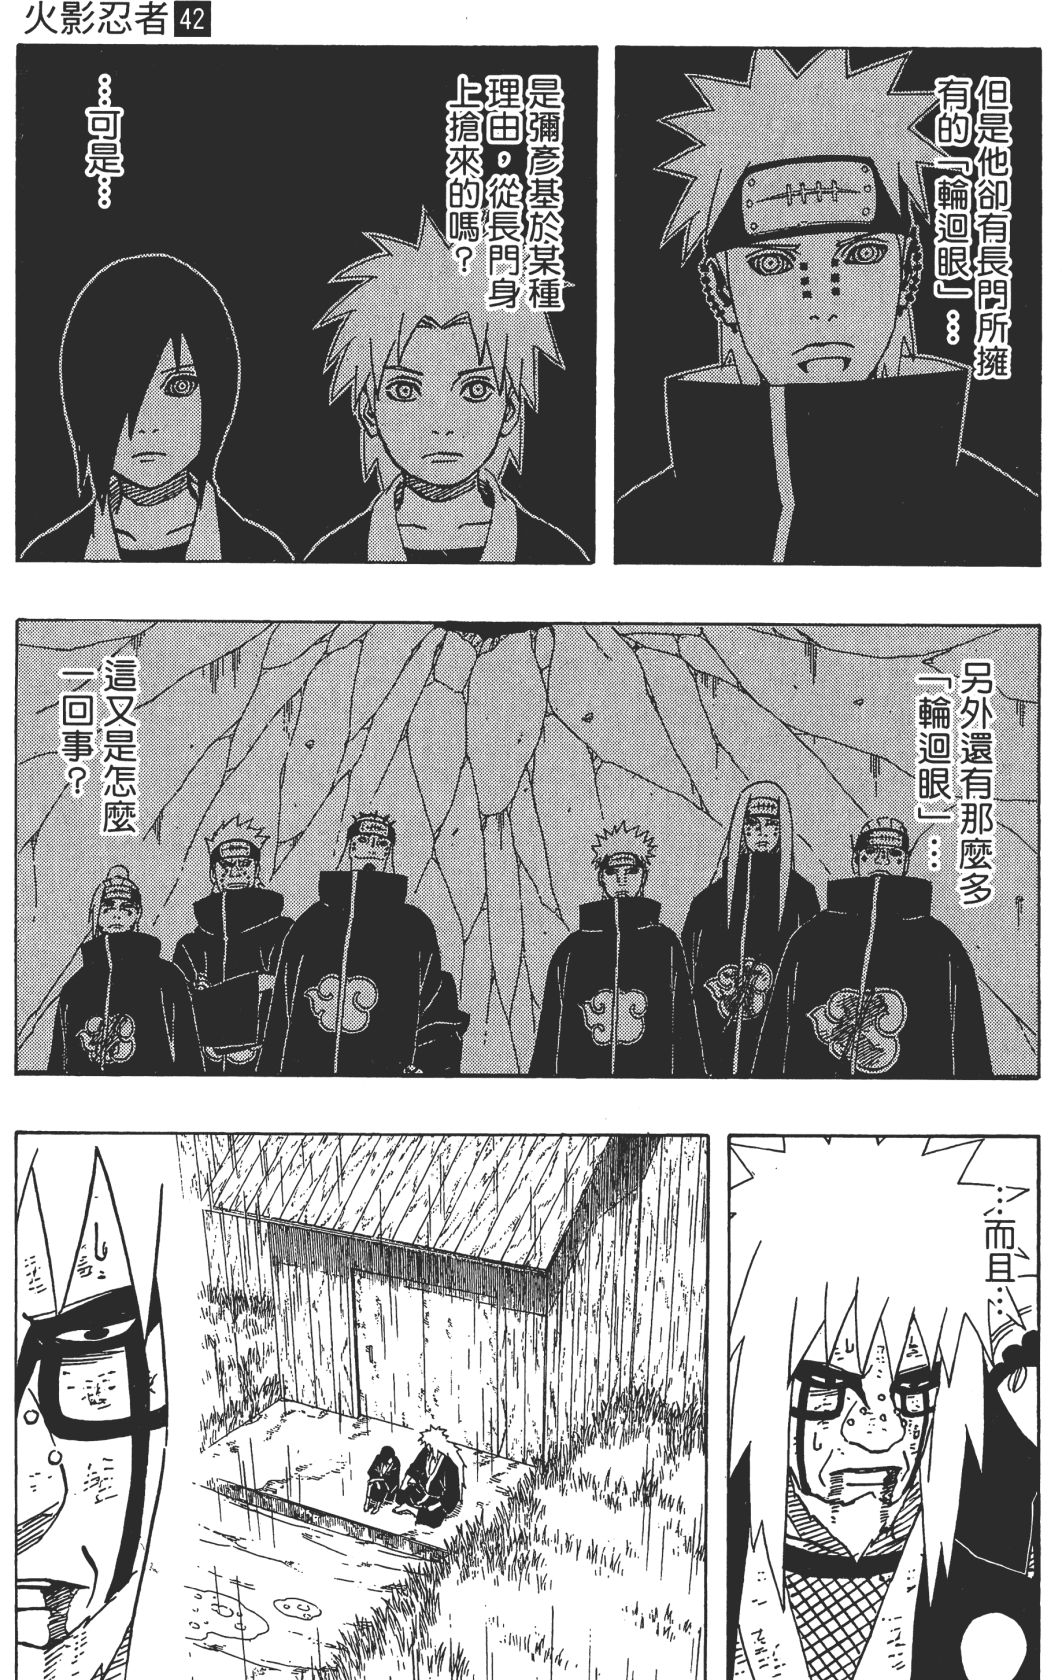 火影忍者 42
但是他卻有長門所擁
有的「輪迴眼」…
是彌彥基於某種
理由，從長門身
上搶來的嗎？
…可是…
另外還有那麼多
「輪迴眼」…
這又是怎麼
一回事？
…而且…